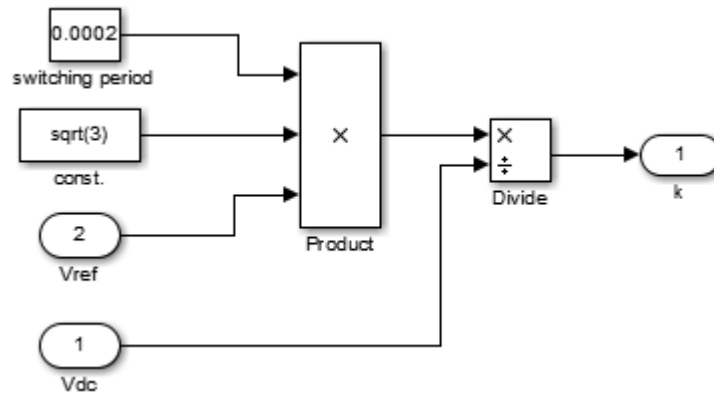 0.0002
switching period
sqrt(3)
const.
2
Vref
1
Vdc
×
Product
×
÷
Divide
1
k